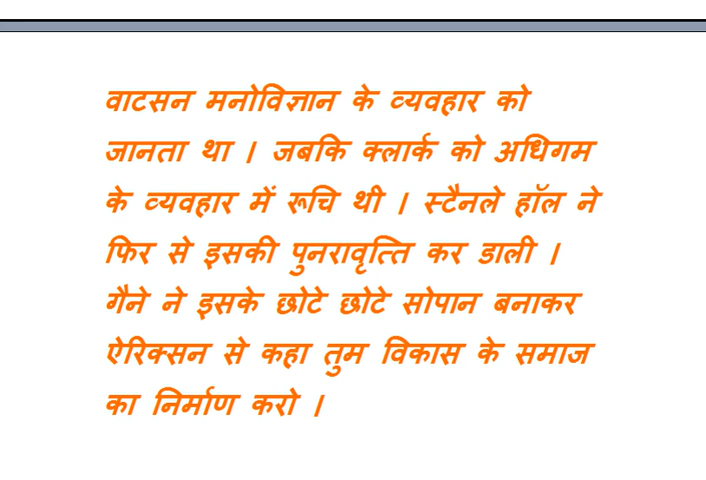 वाटसन मनोविज्ञान के व्यवहार को
जानता था । जबकि क्लार्क को अधिगम
के व्यवहार में रूचि थी । स्टैनले हॉल ने
फिर से इसकी पुनरावृत्ति कर डाली ।
गैने ने इसके छोटे छोटे सोपान बनाकर
ऐरिक्सन से कहा तुम विकास के समाज
का निर्माण करो ।